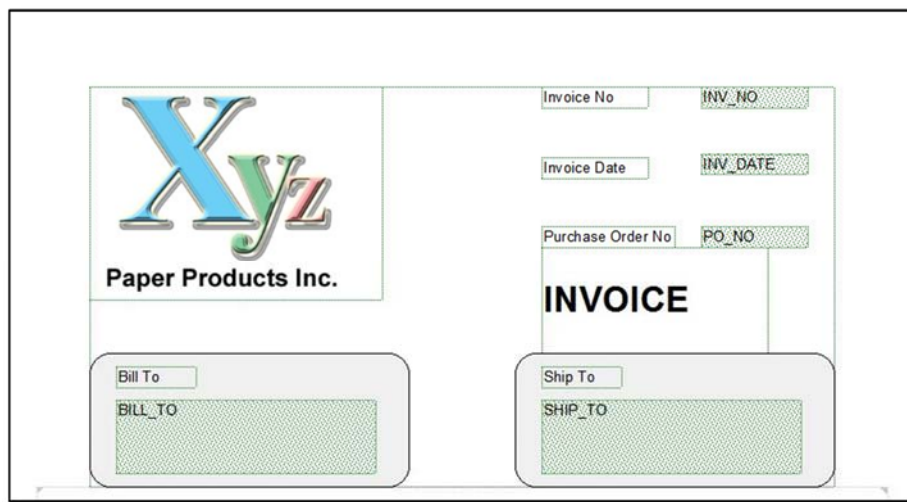 Xyz
Paper Products Inc.
Invoice No INV_NO
Invoice Date INV_DATE
Purchase Order No PO_NO
INVOICE
Bill To
BILL_TO
Ship To
SHIP_TO